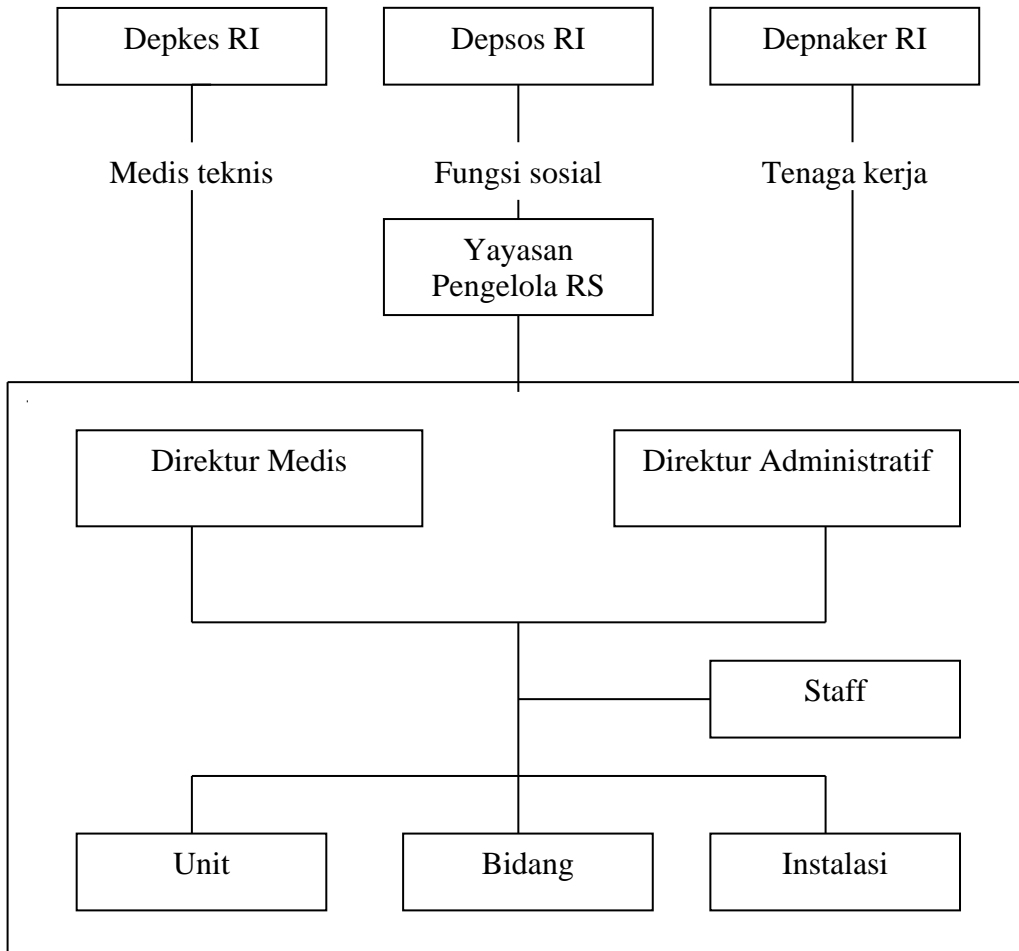 Depkes RI
Depsos RI
Depnaker RI
Medis teknis
Fungsi sosial
Tenaga kerja
Yayasan
Pengelola RS
Direktur Medis
Direktur Administratif
Staff
Unit
Bidang
Instalasi